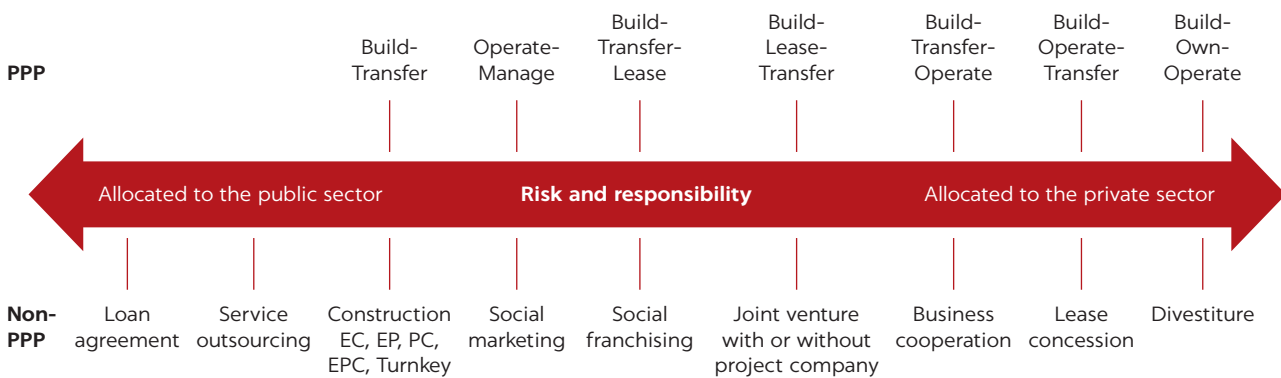 PPP
Build-
Transfer
Operate-
Manage
Build-
Transfer-
Lease
Build-
Lease-
Transfer
Build-
Transfer-
Operate
Build-
Operate-
Transfer
Build-
Own-
Operate
Allocated to the public sector
Risk and responsibility
Allocated to the private sector
Non-
PPP
Loan
agreement
Service
outsourcing
Construction
EC, EP, PC,
EPC, Turnkey
Social
marketing
Social
franchising
Joint venture
with or without
project company
Business
cooperation
Lease
concession
Divestiture